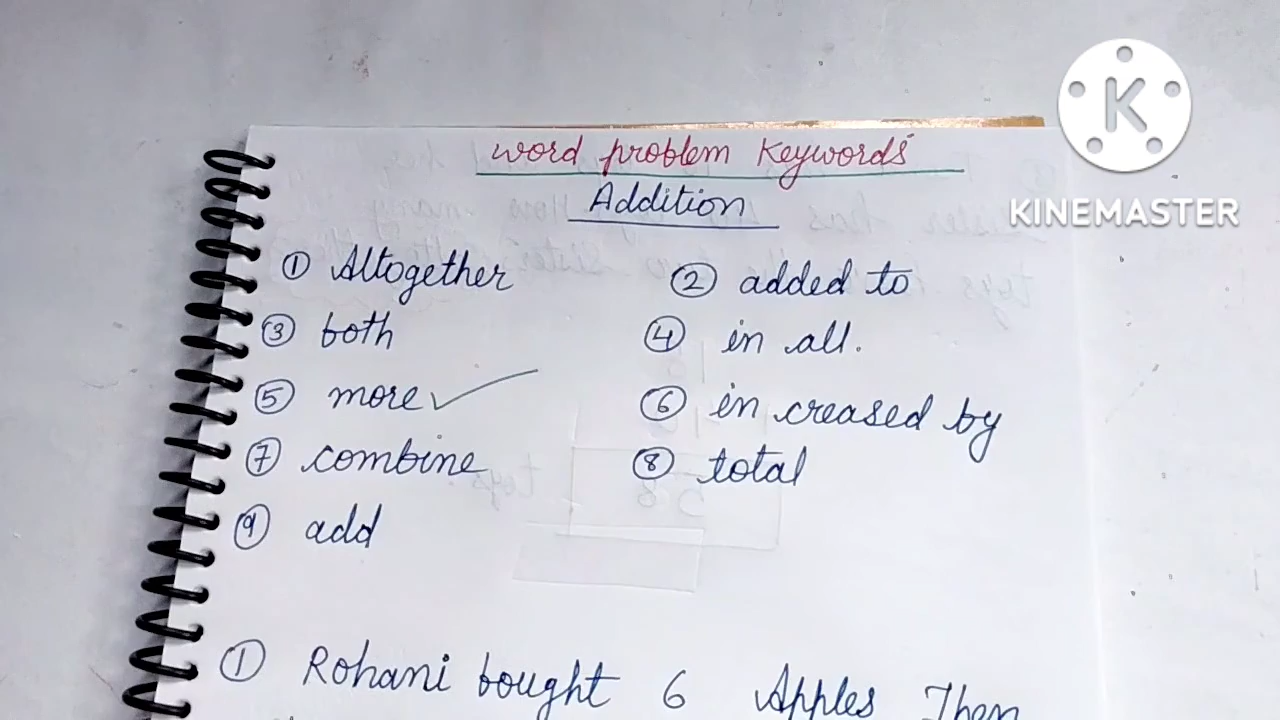 word problem Keywords
Addition
① Altogether ② added to
③ both ④ in all.
⑤ more ✓ ⑥ in creased by
⑦ combine ⑧ total
⑨ add
① Rohani bought 6 Apples Then
K
KINEMASTER